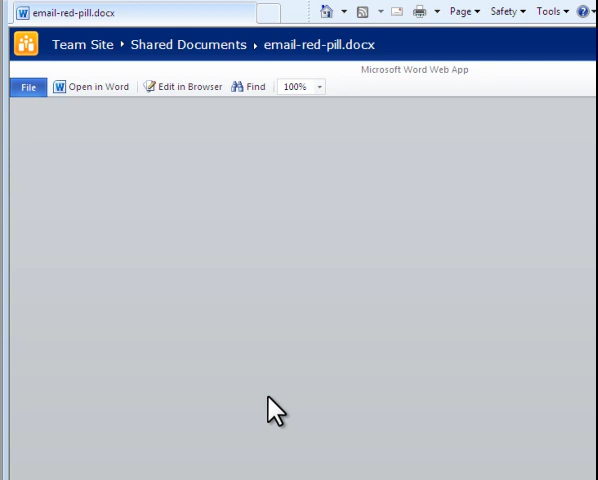 email-red-pill.docx
Page Safety Tools
Team Site Shared Documents email-red-pill.docx
Microsoft Word Web App
File Open in Word Edit in Browser Find 100%